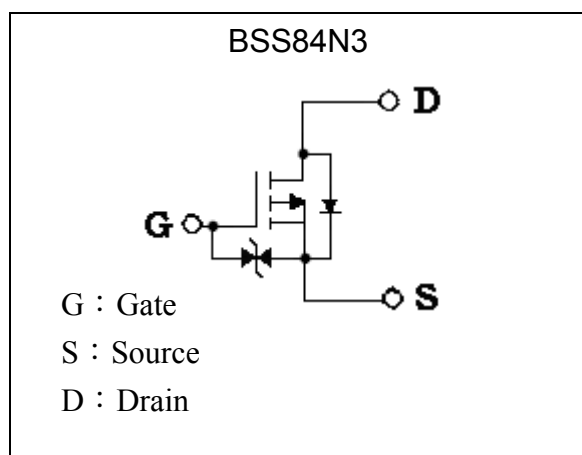 BSS84N3
D
G
S
G：Gate
S：Source
D：Drain